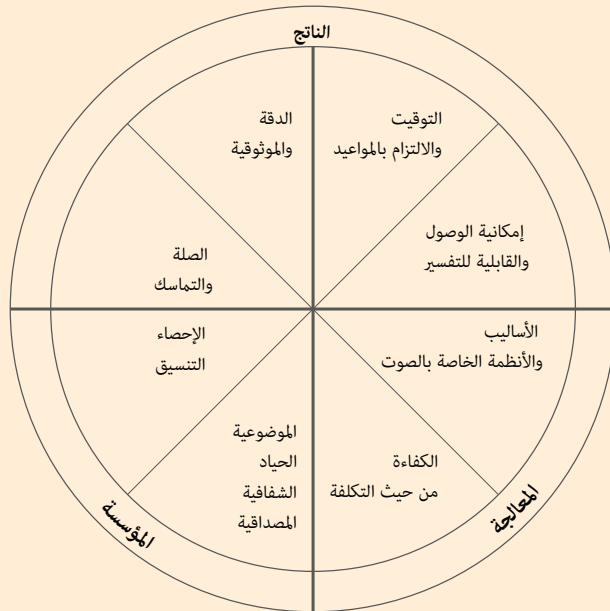 الناتج
التوقيت
والالتزام بالمواعيد
الدقة
والموثوقية
إمكانية الوصول
والقابلية للتفسير
الصلة
والتماسك
الأساليب
والأنظمة الخاصة بالصوت
الإحصاء
التنسيق
الكفاءة
من حيث التكلفة
الموضوعية
الحياد
الشفافية
المصداقية
المعالجة
المؤسسة